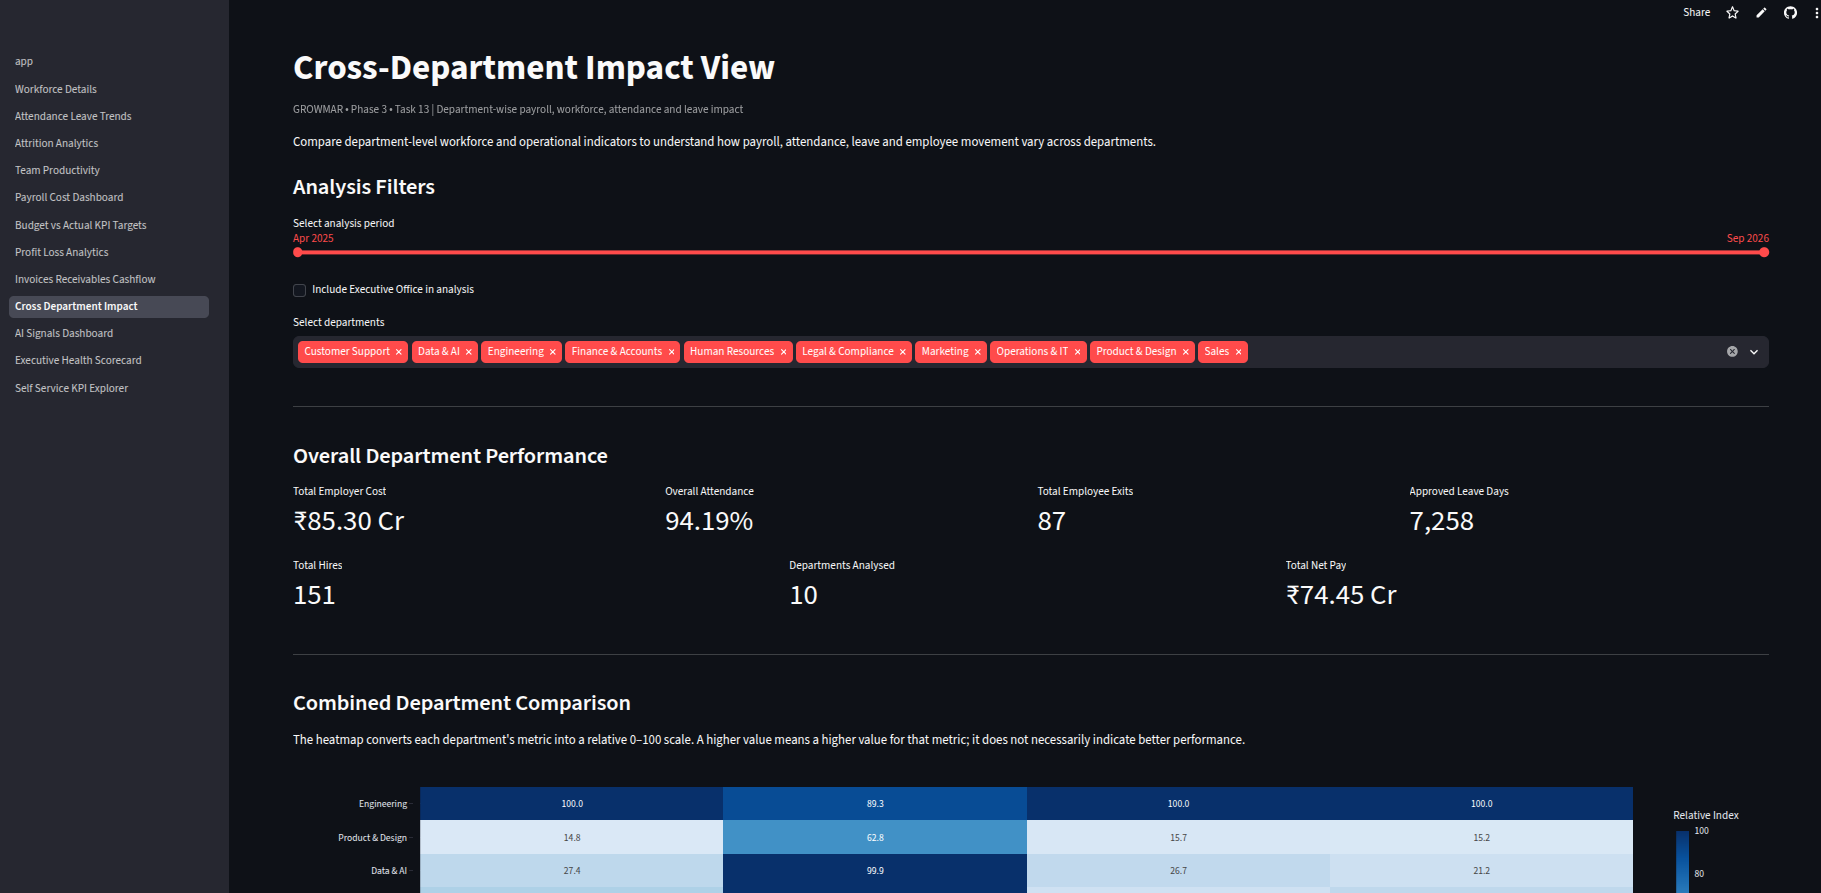 Share
app
Workforce Details
Attendance Leave Trends
Attrition Analytics
Team Productivity
Payroll Cost Dashboard
Budget vs Actual KPI Targets
Profit Loss Analytics
Invoices Receivables Cashflow
Cross Department Impact
AI Signals Dashboard
Executive Health Scorecard
Self Service KPI Explorer
Cross-Department Impact View
GROWMAR • Phase 3 • Task 13 | Department-wise payroll, workforce, attendance and leave impact
Compare department-level workforce and operational indicators to understand how payroll, attendance, leave and employee movement vary across departments.
Analysis Filters
Select analysis period
Apr 2025 Sep 2026
Include Executive Office in analysis
Select departments
Customer Support × Data & AI × Engineering × Finance & Accounts × Human Resources × Legal & Compliance × Marketing × Operations & IT × Product & Design × Sales ×
Overall Department Performance
Total Employer Cost Overall Attendance Total Employee Exits Approved Leave Days
₹85.30 Cr 94.19% 87 7,258
Total Hires Departments Analysed Total Net Pay
151 10 ₹74.45 Cr
Combined Department Comparison
The heatmap converts each department's metric into a relative 0–100 scale. A higher value means a higher value for that metric; it does not necessarily indicate better performance.
Engineering 100.0 89.3 100.0 100.0
Product & Design 14.8 62.8 15.7 15.2
Data & AI 27.4 99.9 26.7 21.2
Relative Index
100
80